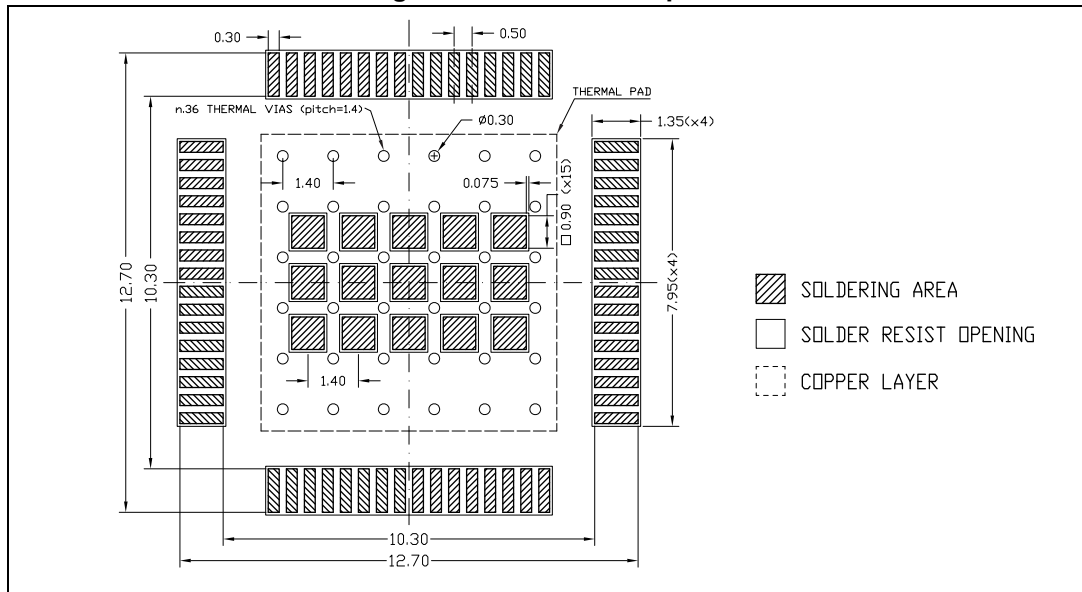 0.30
0.50
n.36 THERMAL VIAS (pitch=1.4)
THERMAL PAD
Ø0.30
1.35(x4)
1.40
0.075
□ 0.90 (x15)
12.70
10.30
7.95(x4)
1.40
10.30
12.70
SOLDERING AREA
SOLDER RESIST OPENING
COPPER LAYER